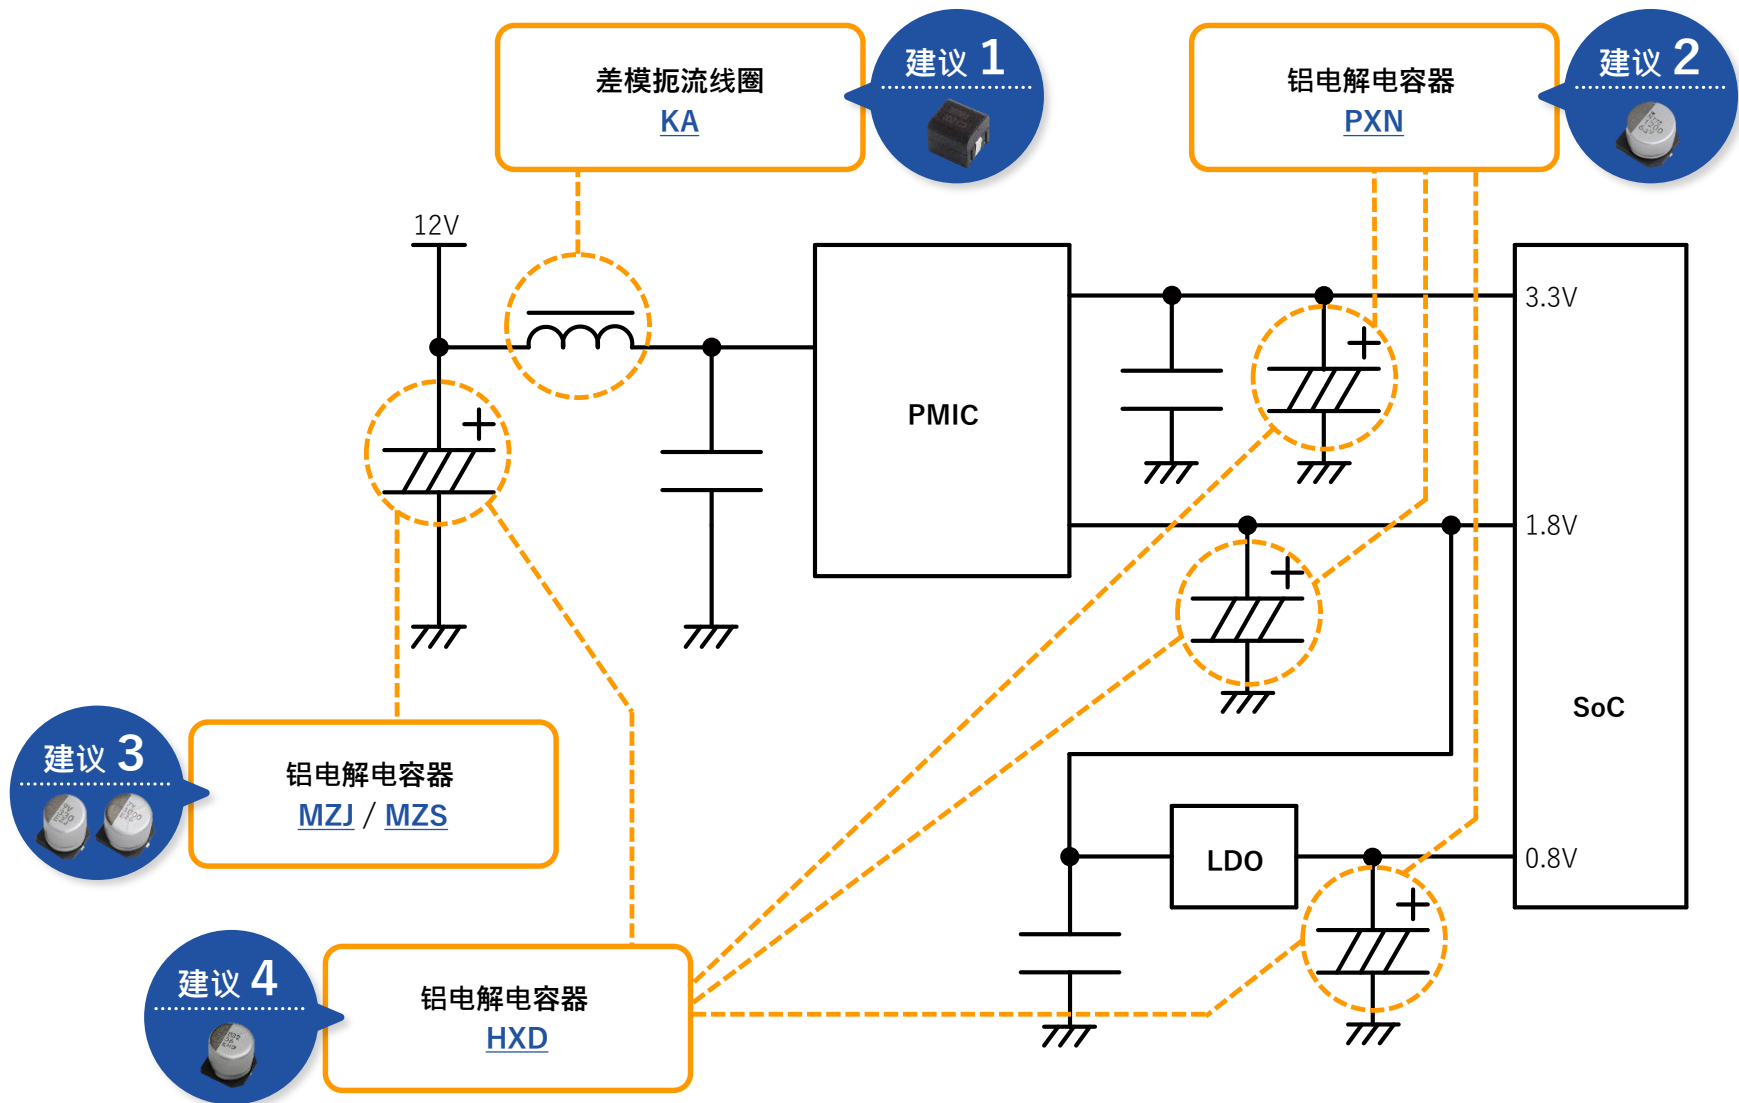 差模扼流线圈
KA
建议 1
铝电解电容器
PXN
建议 2
12V
PMIC
3.3V
1.8V
SoC
0.8V
LDO
建议 3
铝电解电容器
MZJ / MZS
建议 4
铝电解电容器
HXD